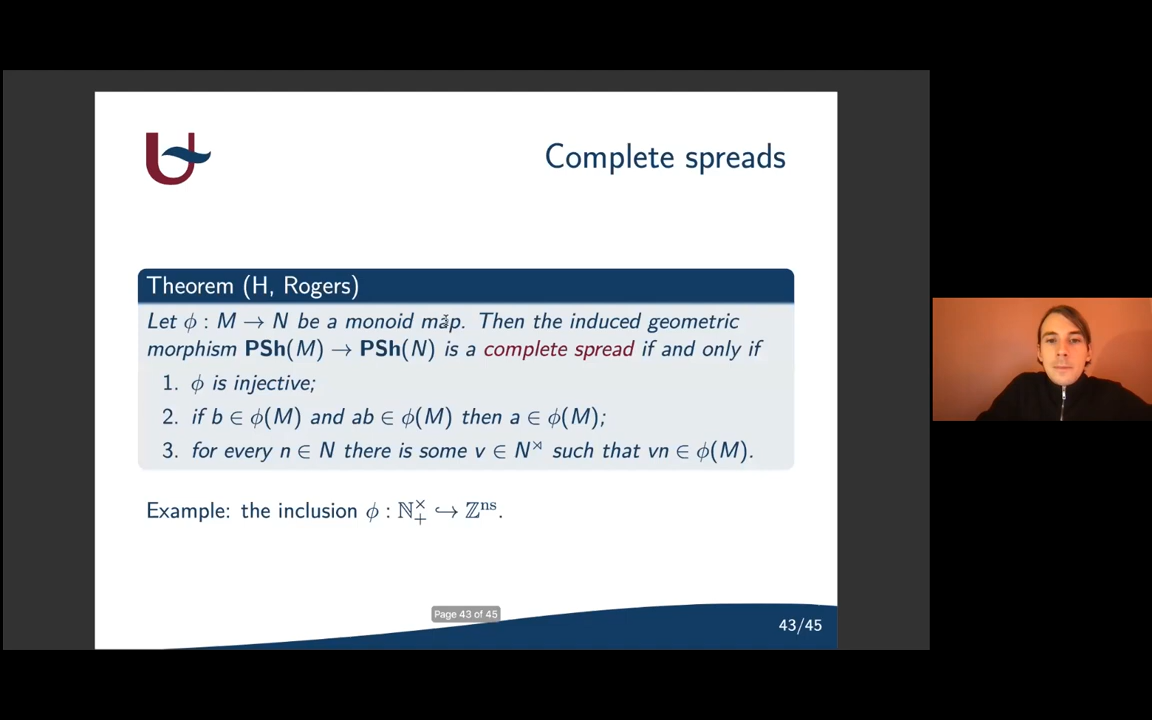 Complete spreads
Theorem (H, Rogers)
Let ϕ : M → N be a monoid map. Then the induced geometric
morphism PSh(M) → PSh(N) is a complete spread if and only if
1. ϕ is injective;
2. if b ∈ ϕ(M) and ab ∈ ϕ(M) then a ∈ ϕ(M);
3. for every n ∈ N there is some v ∈ N⋊ such that vn ∈ ϕ(M).
Example: the inclusion ϕ : ℕ₊ˣ ↪ ℤⁿˢ.
Page 43 of 45
43/45